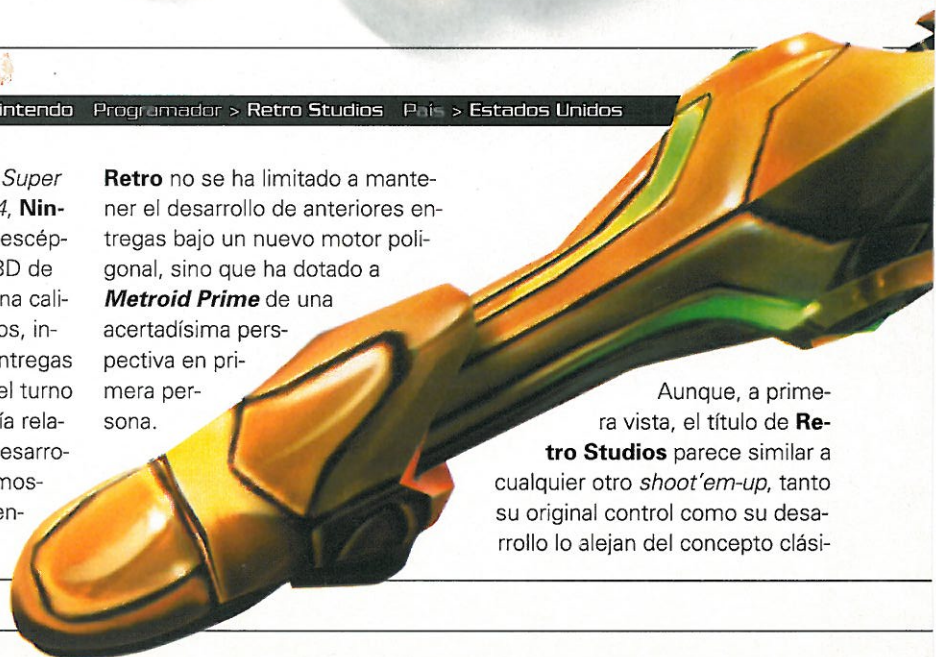 intendo Programador > Retro Studios País > Estados Unidos
Super
4, Nin-
escép-
3D de
na cali-
os, in-
ntregas
el turno
ía rela-
esarro-
mos-
en-
Retro no se ha limitado a mante-
ner el desarrollo de anteriores en-
tregas bajo un nuevo motor poli-
gonal, sino que ha dotado a
Metroid Prime de una
acertadísima pers-
pectiva en pri-
mera per-
sona.
Aunque, a prime-
ra vista, el título de Re-
tro Studios parece similar a
cualquier otro shoot'em-up, tanto
su original control como su desa-
rrollo lo alejan del concepto clási-